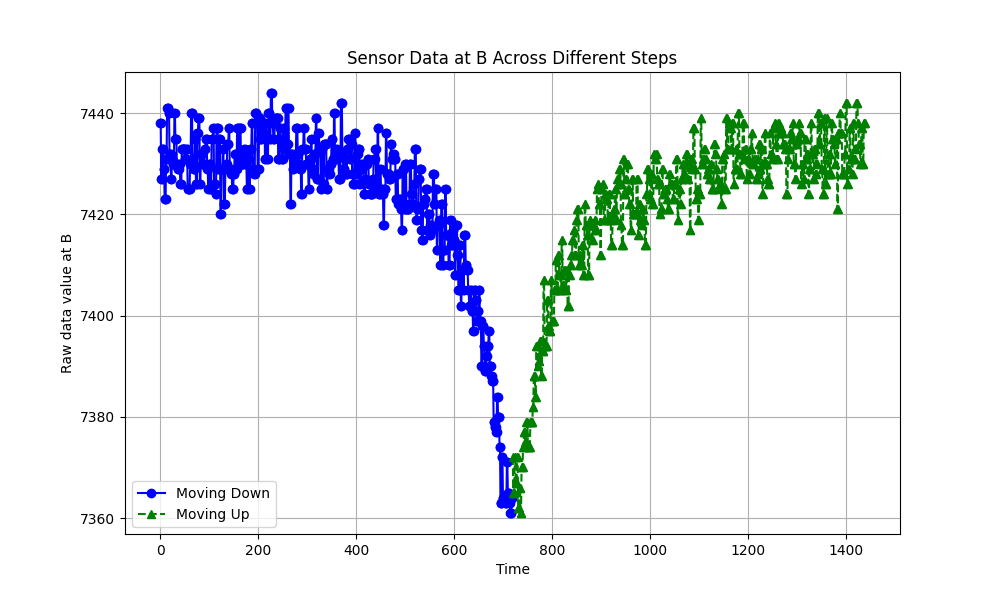 Sensor Data at B Across Different Steps
Raw data value at B
7440
7420
7400
7380
7360
Moving Down
Moving Up
0 200 400 600 800 1000 1200 1400
Time